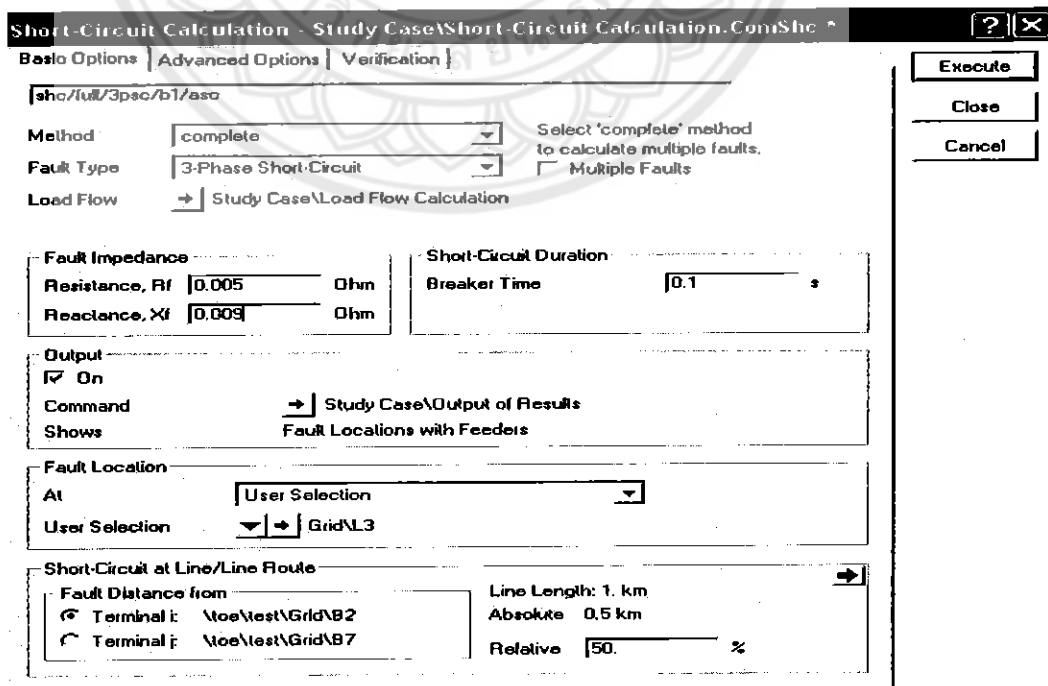 Short-Circuit Calculation - Study Case\Short-Circuit Calculation.ComShc *
Basic Options Advanced Options Verification
Execute
Close
Cancel
shc/full/3psc/b1/asc
Method complete
Select 'complete' method
to calculate multiple faults.
Fault Type 3-Phase Short-Circuit
Multiple Faults
Load Flow Study Case\Load Flow Calculation
Fault Impedance
Resistance, Rf 0.005 Ohm
Reactance, Xf 0.009 Ohm
Short-Circuit Duration
Breaker Time 0.1 s
Output
On
Command Study Case\Output of Results
Shows Fault Locations with Feeders
Fault Location
At User Selection
User Selection Grid\L3
Short-Circuit at Line/Line Route
Fault Distance from
Terminal i: \toe\test\Grid\B2
Terminal j: \toe\test\Grid\B7
Line Length: 1. km
Absolute 0.5 km
Relative 50. %